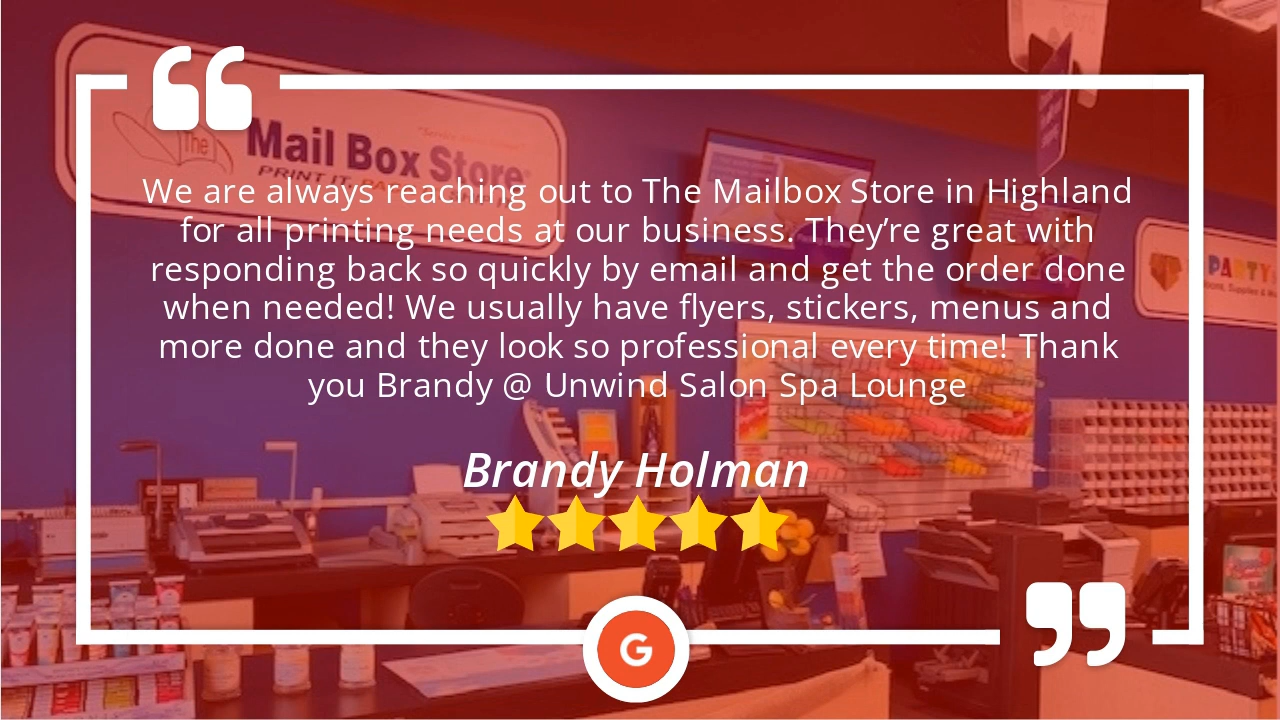 The
Mail Box Store
PRINT IT.
We are always reaching out to The Mailbox Store in Highland
for all printing needs at our business. They’re great with
responding back so quickly by email and get the order done
when needed! We usually have flyers, stickers, menus and
more done and they look so professional every time! Thank
you Brandy @ Unwind Salon Spa Lounge
PARTY
Brandy Holman
G